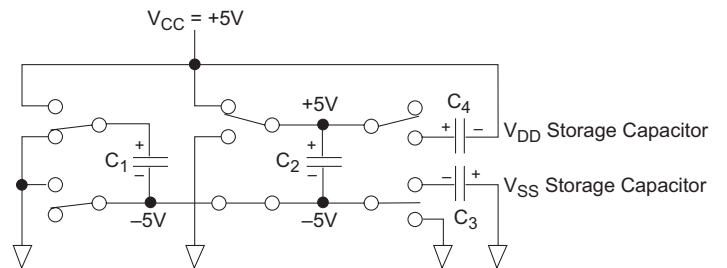 V_CC = +5V
+5V
C_4
+ –
V_DD Storage Capacitor
+
C_1
–
+
C_2
–
– +
V_SS Storage Capacitor
C_3
–5V
–5V